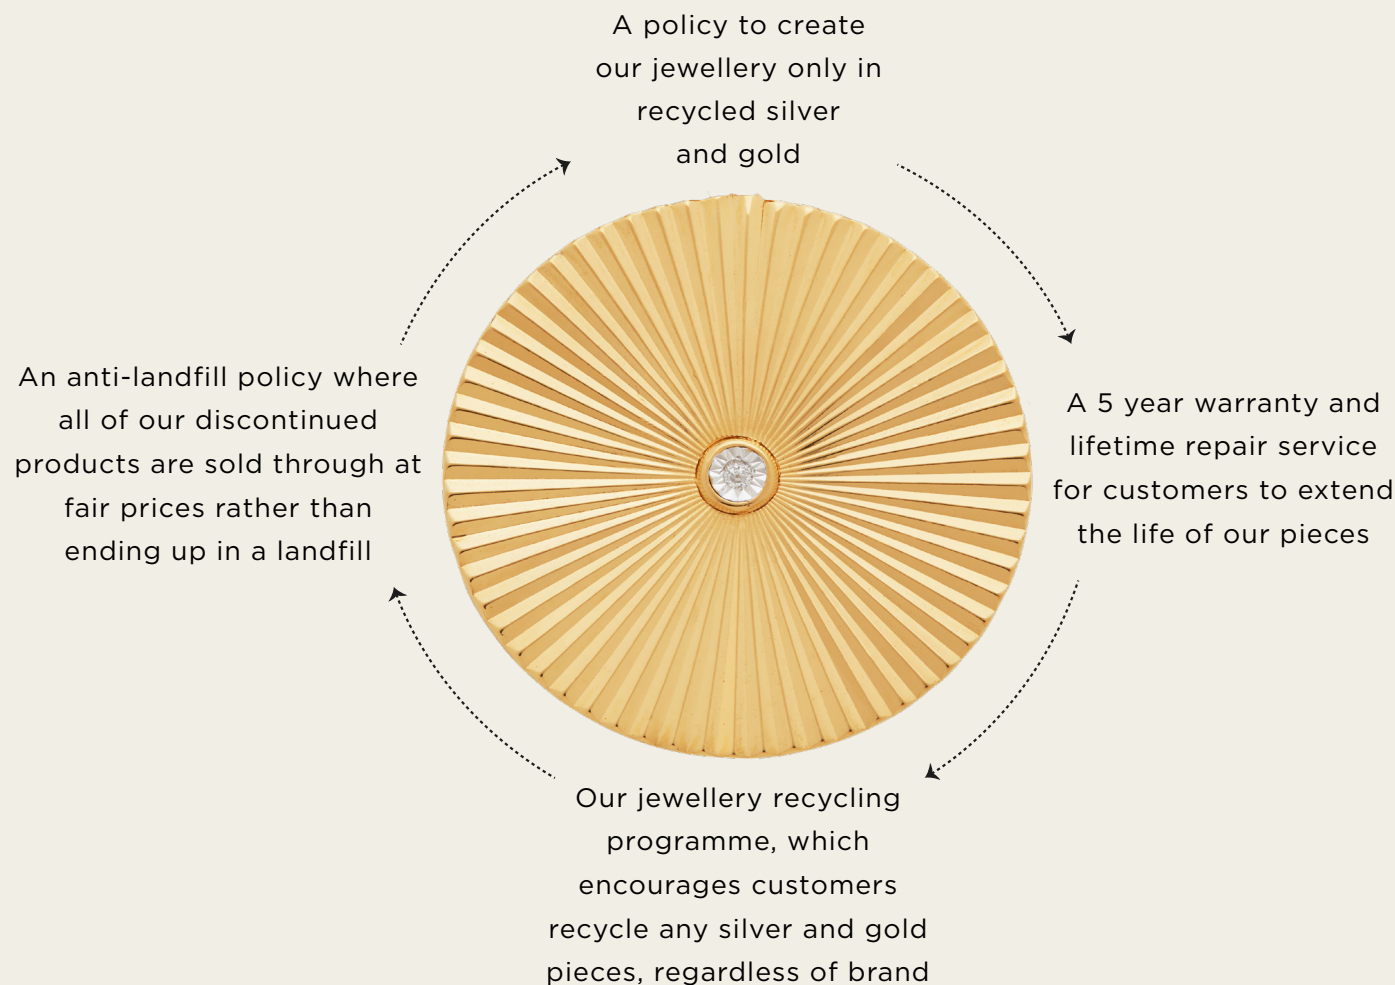 A policy to create
our jewellery only in
recycled silver
and gold
A 5 year warranty and
lifetime repair service
for customers to extend
the life of our pieces
Our jewellery recycling
programme, which
encourages customers
recycle any silver and gold
pieces, regardless of brand
An anti-landfill policy where
all of our discontinued
products are sold through at
fair prices rather than
ending up in a landfill